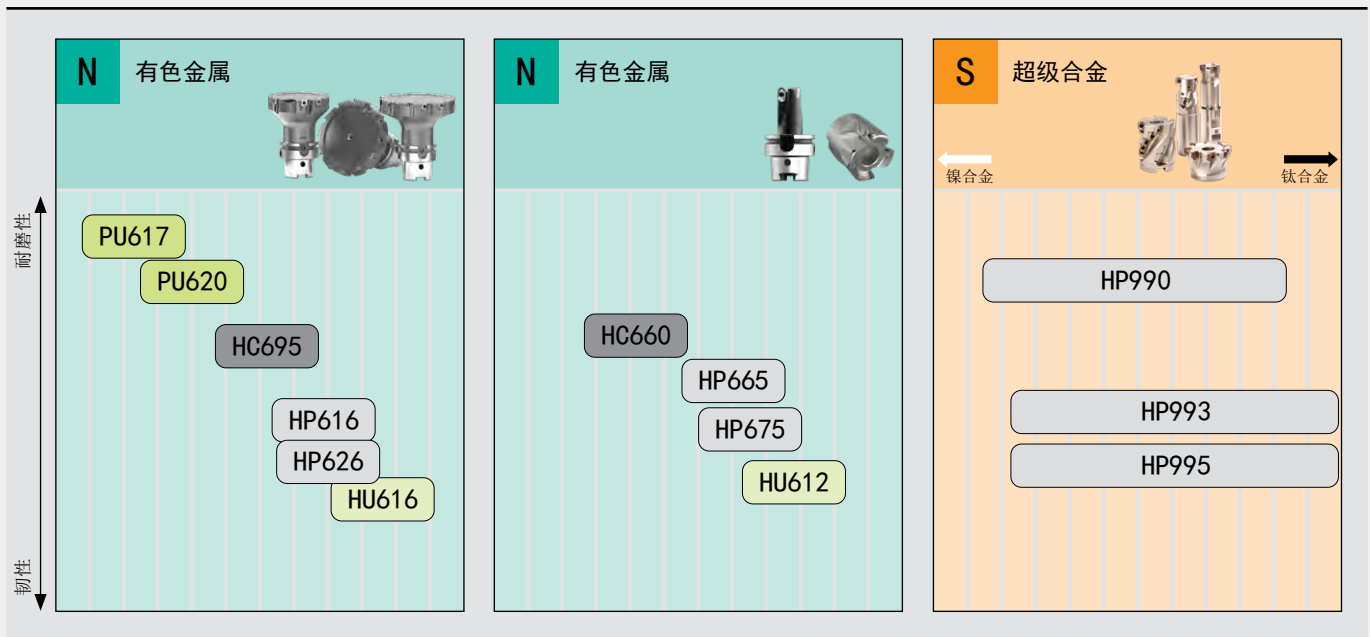 N 有色金属
N 有色金属
S 超级合金
镍合金
钛合金
耐磨性
韧性
PU617
PU620
HC695
HP616
HP626
HU616
HC660
HP665
HP675
HU612
HP990
HP993
HP995